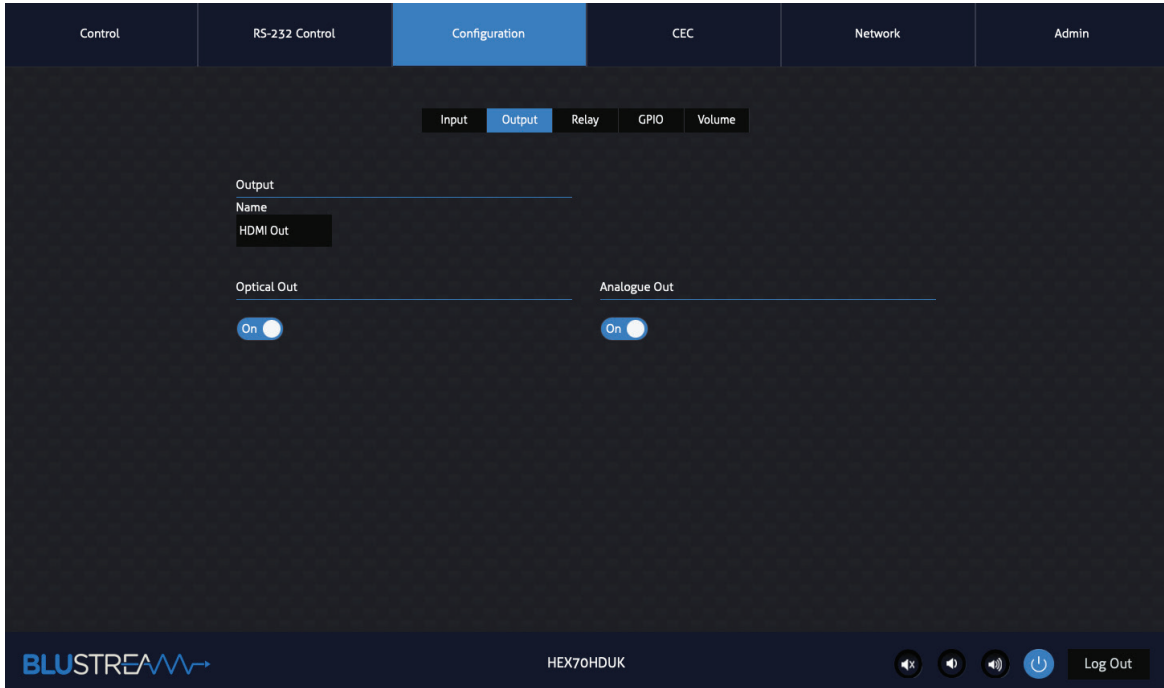 Control RS-232 Control Configuration CEC Network Admin
Input Output Relay GPIO Volume
Output
Name
HDMI Out
Optical Out Analogue Out
On On
BLUSTREAM HEX70HDUK Log Out